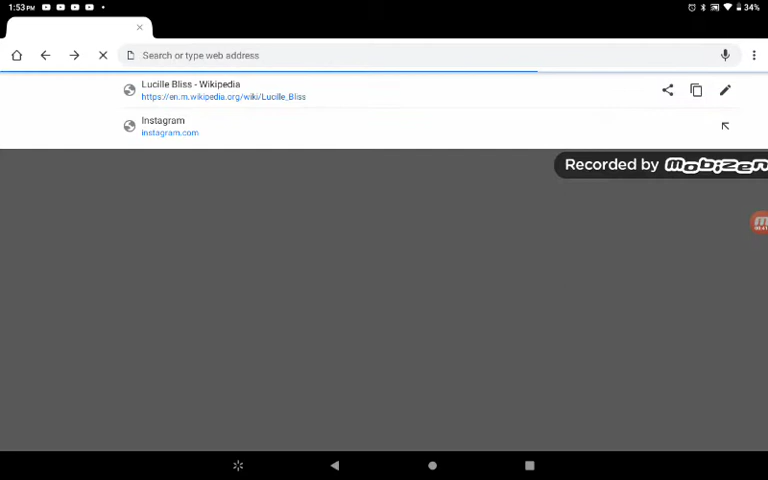 1:53 PM
34%
Search or type web address
Lucille Bliss - Wikipedia
https://en.m.wikipedia.org/wiki/Lucille_Bliss
Instagram
instagram.com
Recorded by mobizen